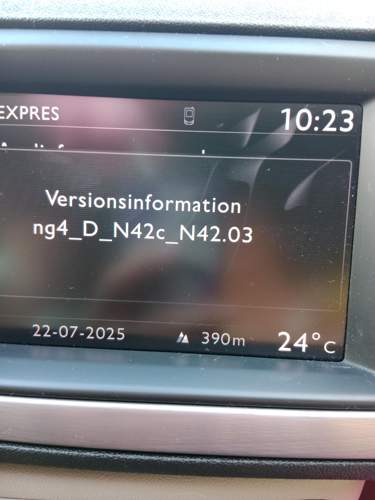 EXPRES
10:23
Versionsinformation
ng4_D_N42c_N42.03
22-07-2025
390m
24°C